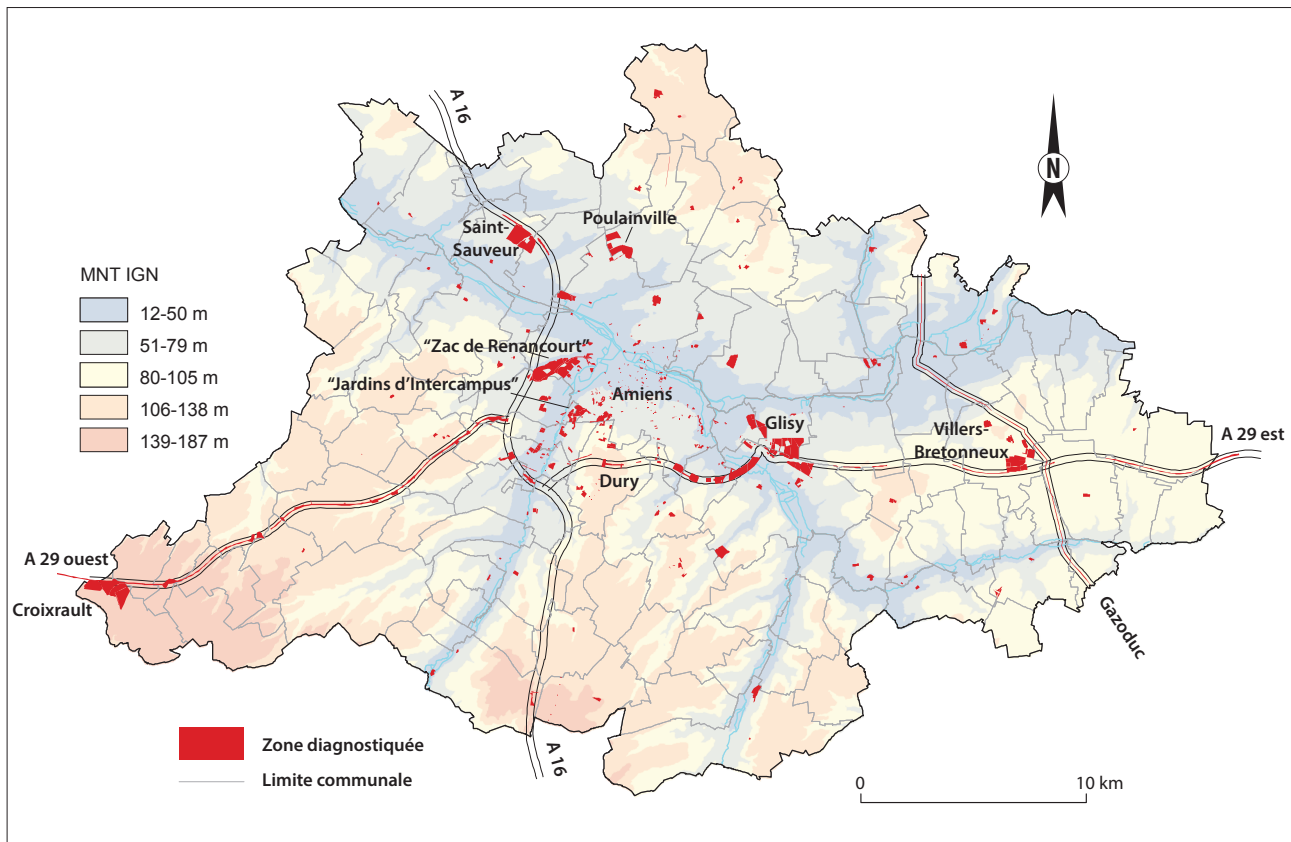 A 16
N
Saint-
Sauveur
Poulainville
MNT IGN
12-50 m
51-79 m
80-105 m
106-138 m
139-187 m
“Zac de Renancourt”
“Jardins d’Intercampus”
Amiens
Glisy
Villers-
Bretonneux
A 29 est
Dury
A 29 ouest
Croixrault
Gazoduc
Zone diagnostiquée
Limite communale
A 16
0 10 km